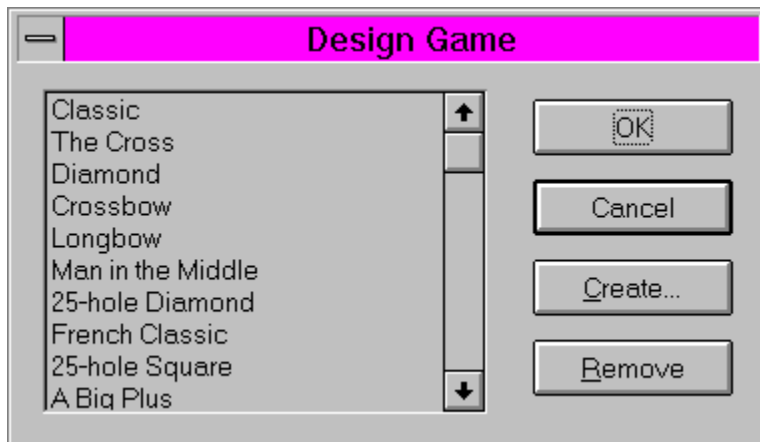 Design Game
Classic
The Cross
Diamond
Crossbow
Longbow
Man in the Middle
25-hole Diamond
French Classic
25-hole Square
A Big Plus
OK
Cancel
Create...
Remove